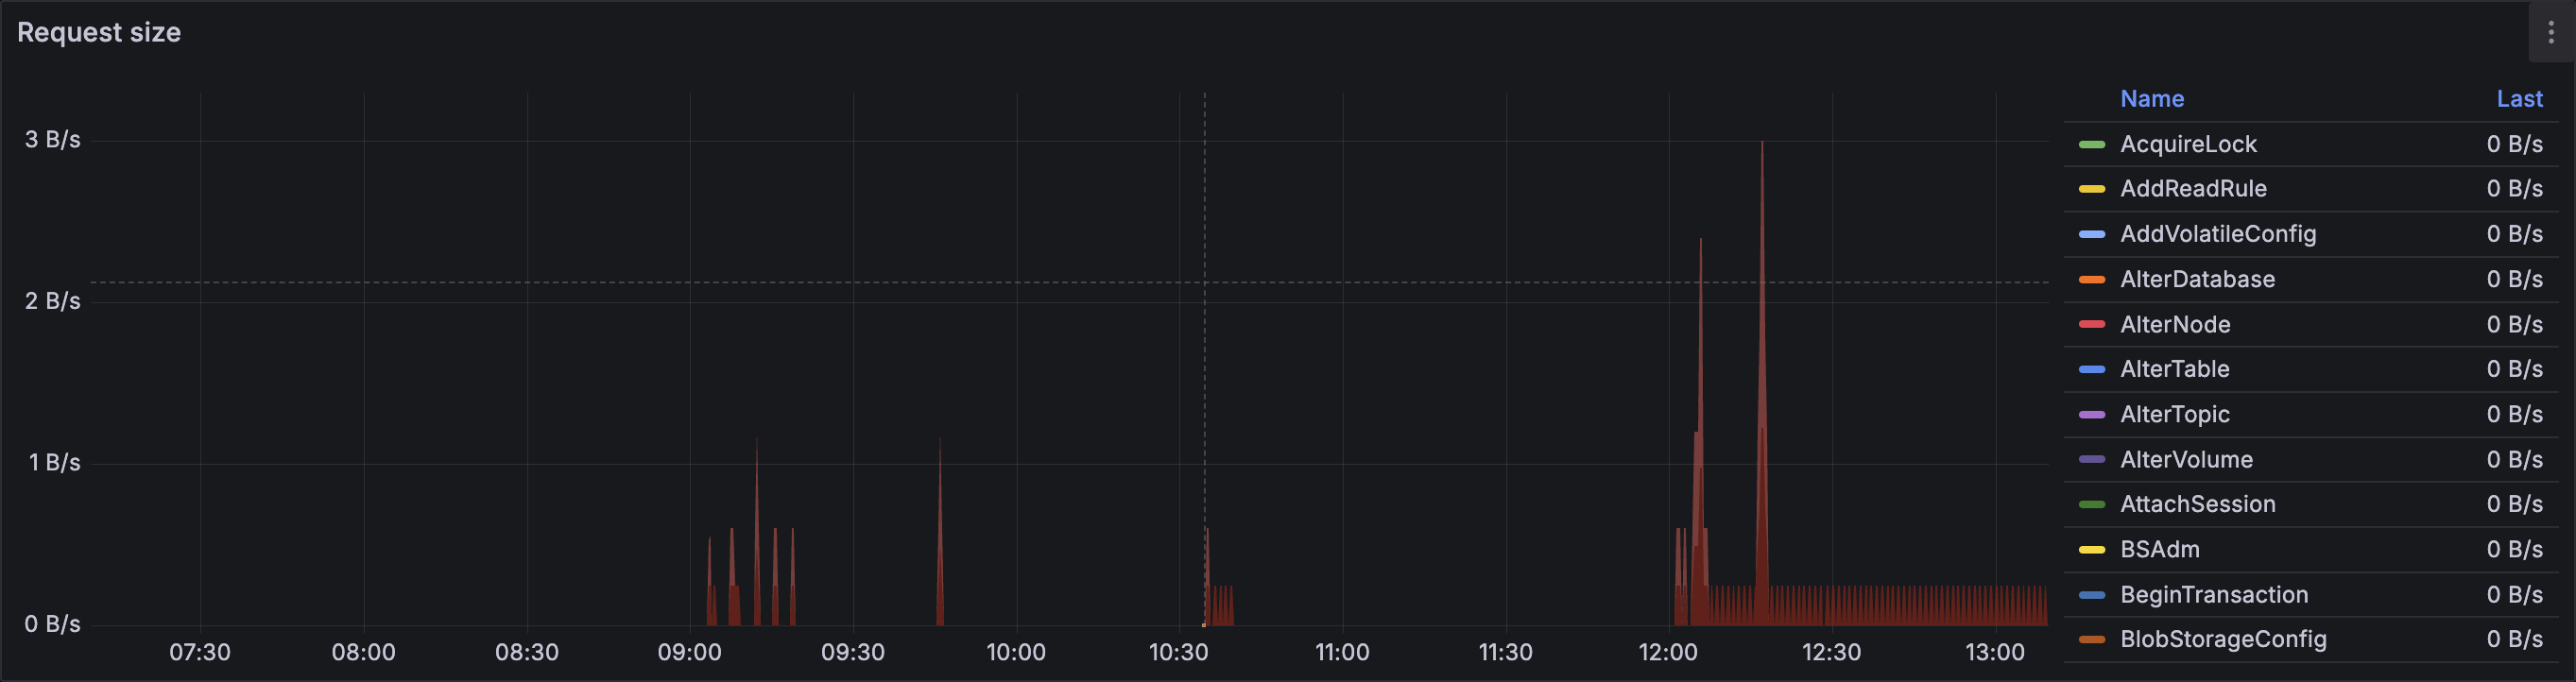 Request size
Name Last
3 B/s
2 B/s
1 B/s
0 B/s
07:30 08:00 08:30 09:00 09:30 10:00 10:30 11:00 11:30 12:00 12:30 13:00
AcquireLock 0 B/s
AddReadRule 0 B/s
AddVolatileConfig 0 B/s
AlterDatabase 0 B/s
AlterNode 0 B/s
AlterTable 0 B/s
AlterTopic 0 B/s
AlterVolume 0 B/s
AttachSession 0 B/s
BSAdm 0 B/s
BeginTransaction 0 B/s
BlobStorageConfig 0 B/s